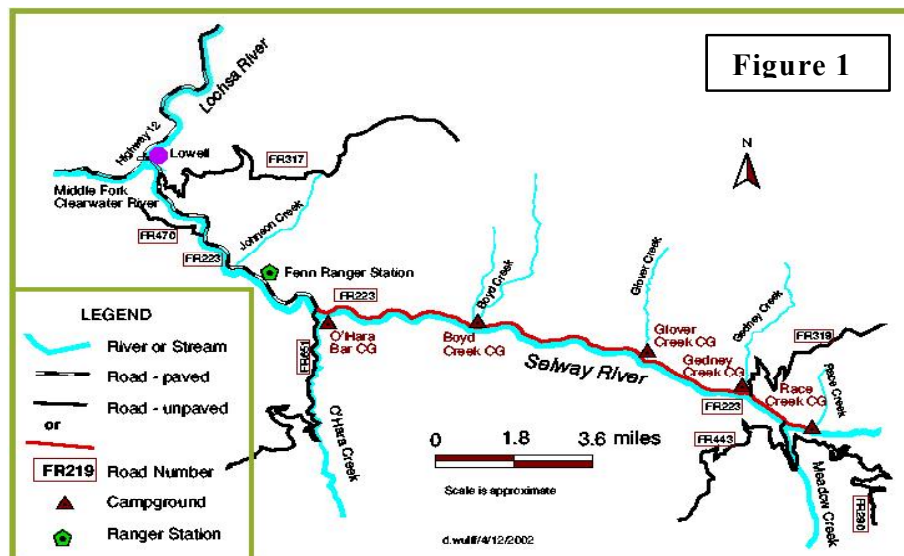 Figure 1
Lochsa River
Highway 12
Lowell
FR317
N
Middle Fork
Clearwater River
Johnson Creek
FR470
FR223
Fenn Ranger Station
Boyd Creek
Glover Creek
Gedney Creek
FR223
O'Hara
Bar CG
Boyd
Creek CG
Glover
Creek CG
Gedney
Creek CG
FR319
Selway River
Race
Creek CG
Race Creek
FR223
FR443
O'Hara Creek
Meadow Creek
FR290
0 1.8 3.6 miles
Scale is approximate
d.wulff/4/12/2002
LEGEND
River or Stream
Road - paved
Road - unpaved
or
FR219 Road Number
Campground
Ranger Station